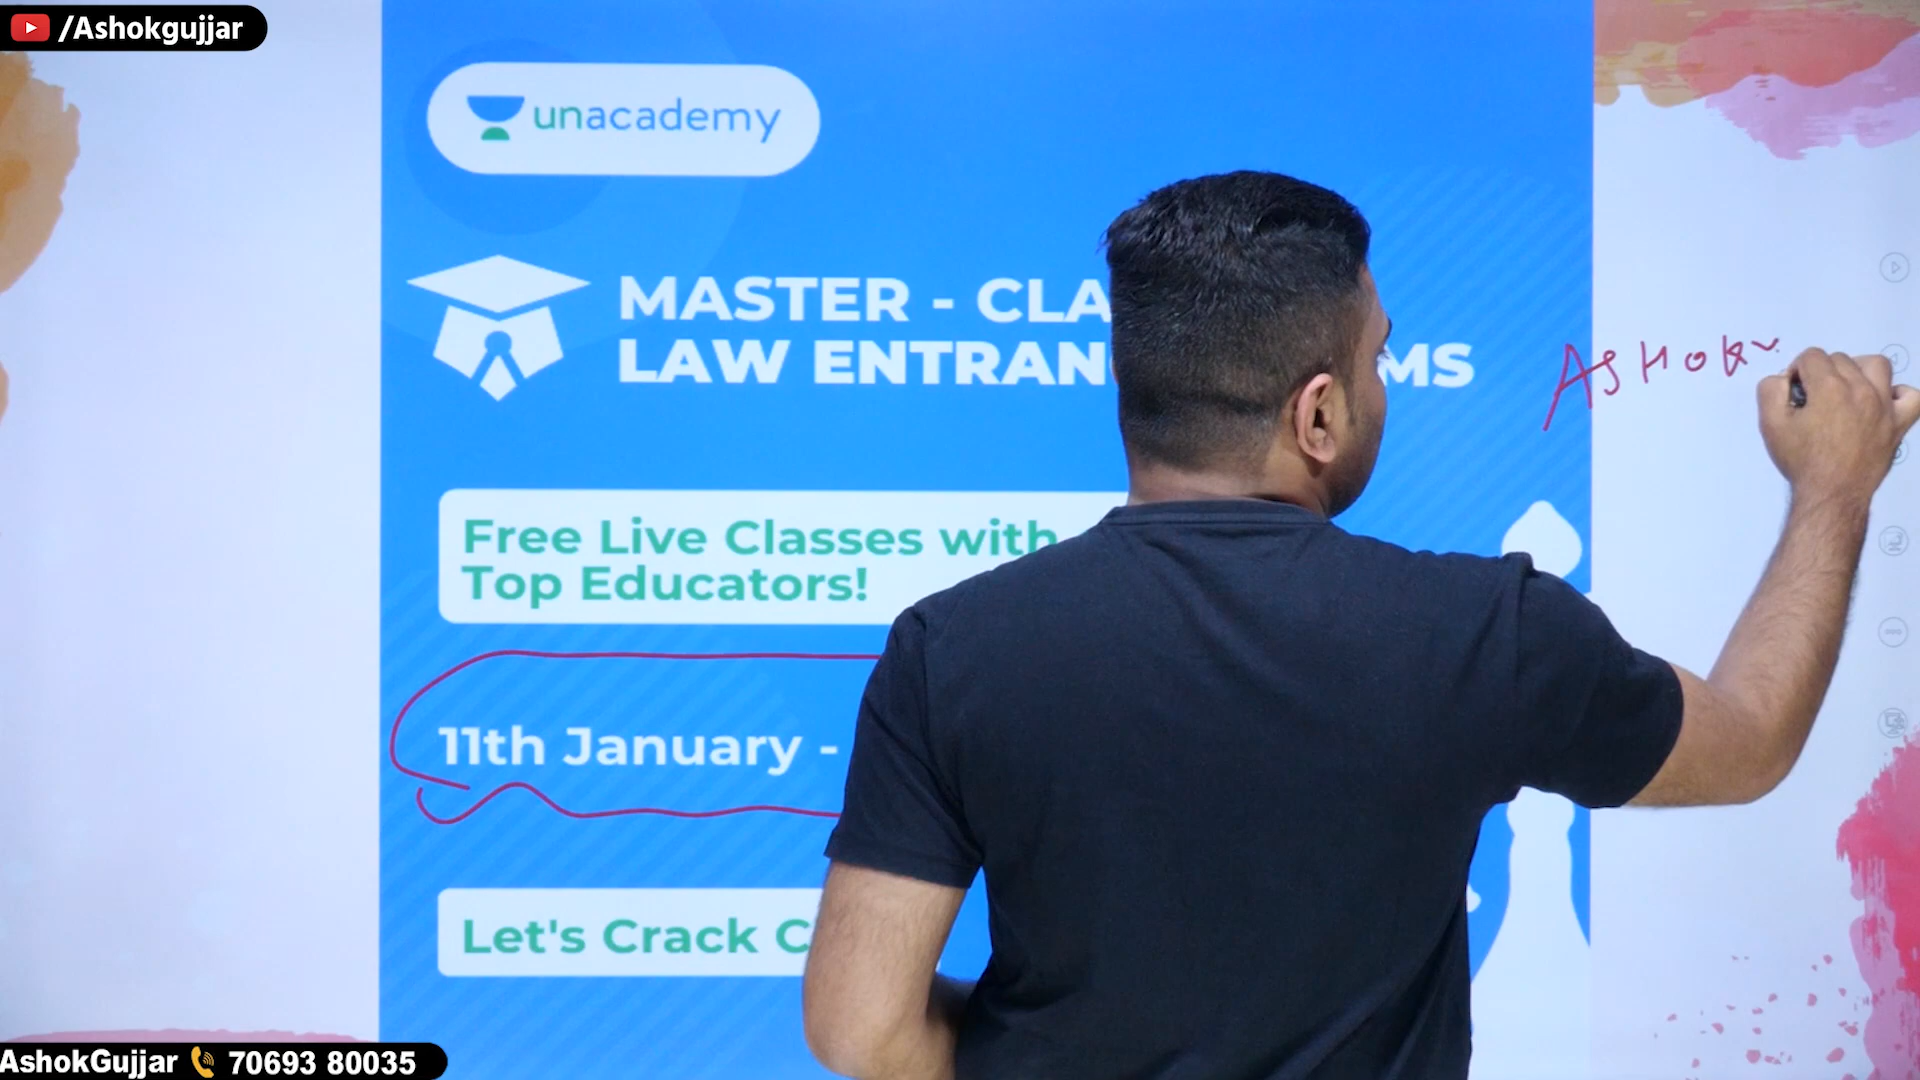 /Ashokgujjar
unacademy
MASTER - CLA
LAW ENTRAN MS
ASHOK
Free Live Classes with
Top Educators!
11th January -
Let's Crack C
AshokGujjar 70693 80035